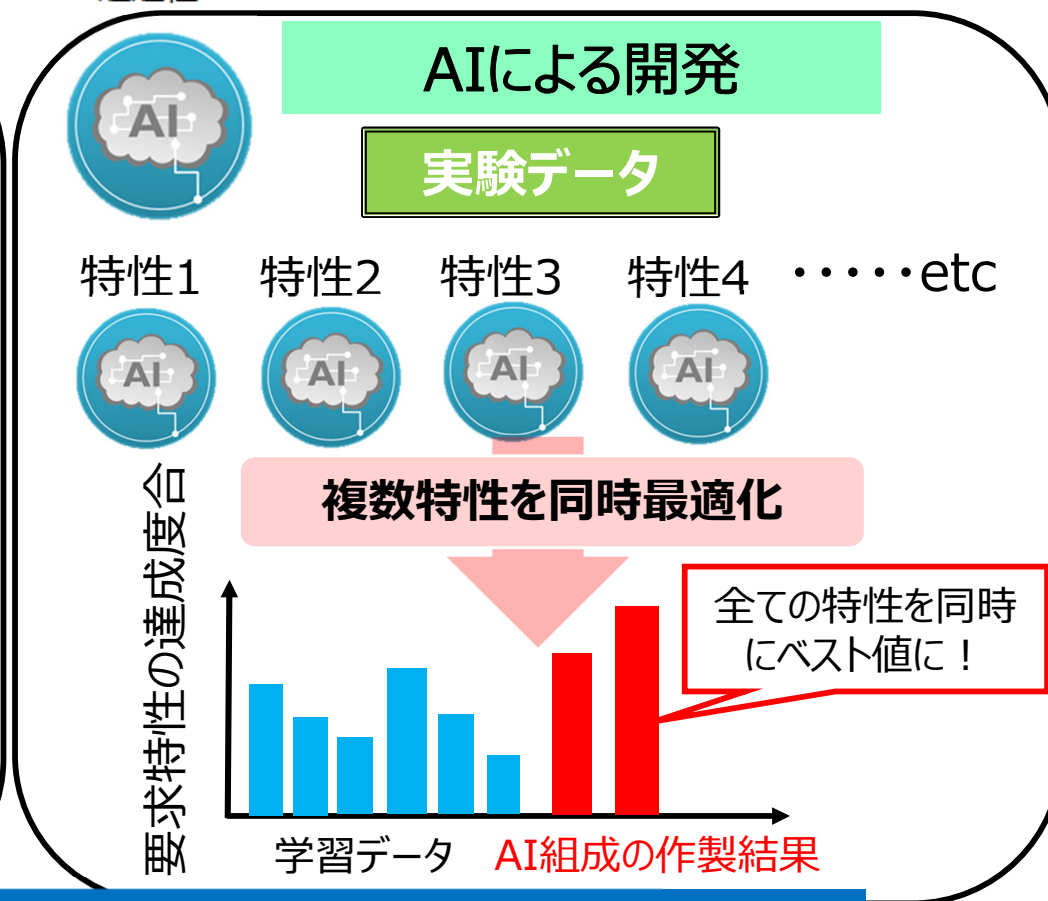 AI
AIによる開発
実験データ
特性1 特性2 特性3 特性4 ・・・・・etc
AI AI AI AI
複数特性を同時最適化
要求特性の達成度合
全ての特性を同時
にベスト値に！
学習データ AI組成の作製結果